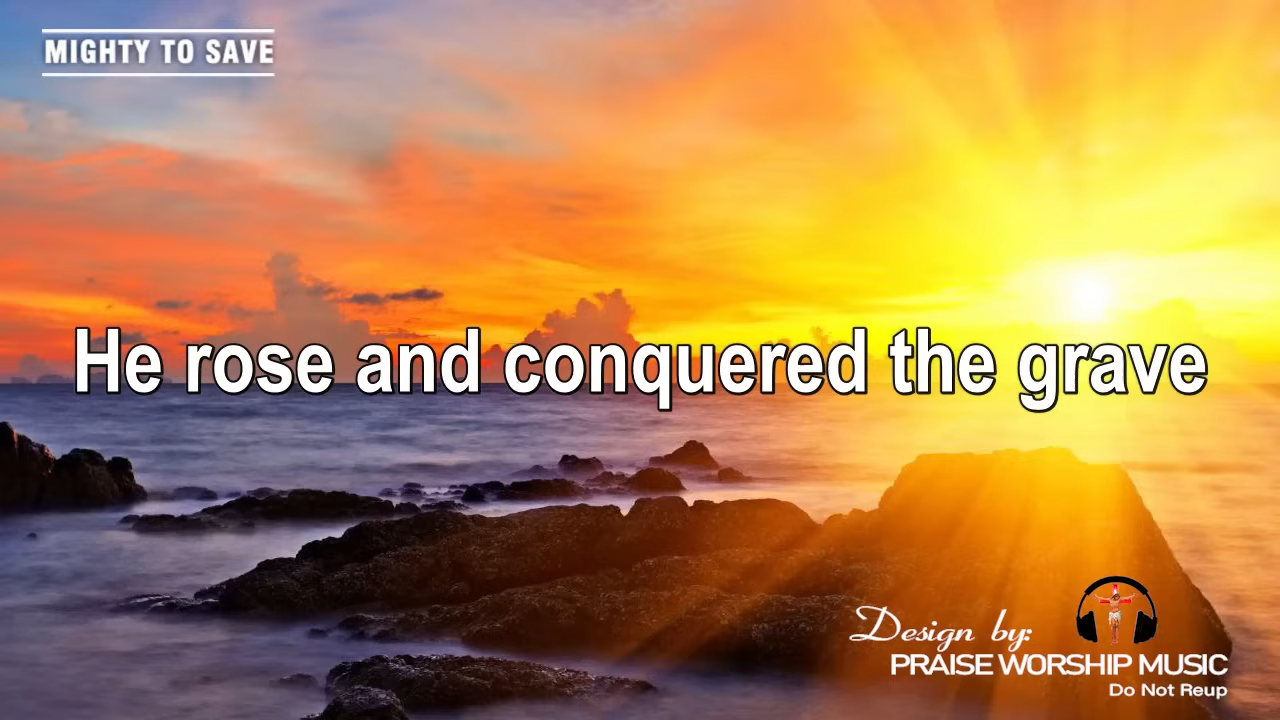 MIGHTY TO SAVE
He rose and conquered the grave
Design by:
PRAISE WORSHIP MUSIC
Do Not Reup